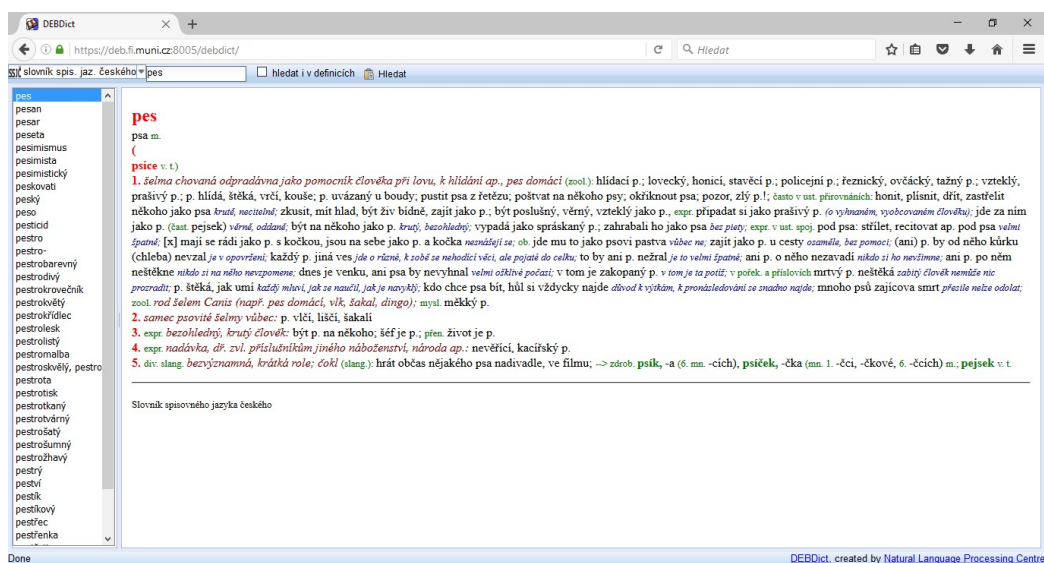 DEBDict
https://deb.fi.muni.cz:8005/debdict/
Hledat
slovník spis. jaz. českého
pes
hledat i v definicích
Hledat
pes
pesan
pesar
peseta
pesimismus
pesimista
pesimistický
peskovati
peský
peso
pesticid
pestro
pestro-
pestrobarevný
pestrodivý
pestrokrovečník
pestrokvětý
pestrokřídlec
pestrolesk
pestrolistý
pestromalba
pestroskvělý, pestro
pestrota
pestrotisk
pestrotkaný
pestrotvárný
pestrošatý
pestrošumný
pestrožhavý
pestrý
peství
pestík
pestíkový
pestřec
pestřenka
pes
psa m.
(
psice v. t.)
1. šelma chovaná odpradávna jako pomocník člověka při lovu, k hlídání ap., pes domácí (zool.): hlídací p.; lovecký, honicí, stavěcí p.; policejní p.; řeznický, ovčácký, tažný p.; vzteklý,
prašivý p.; p. hlídá, štěká, vrčí, kouše; p. uvázaný u boudy; pustit psa z řetězu; poštvat na někoho psy; okřiknout psa; pozor, zlý p.!; často v ust. přirovnáních: honit, plísnit, dřít, zastřelit
někoho jako psa krutě, necitelně; zkusit, mít hlad, být živ bídně, zajít jako p.; být poslušný, věrný, vzteklý jako p., expr. připadat si jako prašivý p. (o vyhnaném, vyobcovaném člověku); jde za ním
jako p. (čast. pejsek) věrně, oddaně; být na někoho jako p. krutý, bezohledný; vypadá jako spráskaný p.; zahrabali ho jako psa bez piety; expr. v ust. spoj. pod psa: střílet, recitovat ap. pod psa velmi
špatně; [x] mají se rádi jako p. s kočkou, jsou na sebe jako p. a kočka nesnášejí se; ob. jde mu to jako psovi pastva vůbec ne; zajít jako p. u cesty osaměle, bez pomoci; (ani) p. by od něho kůrku
(chleba) nevzal je v opovržení; každý p. jiná ves jde o různé, k sobě se nehodící věci, ale pojaté do celku; to by ani p. nežral je to velmi špatné; ani p. o něho nezavadí nikdo si ho nevšimne; ani p. po něm
neštěkne nikdo si na něho nevzpomene; dnes je venku, ani psa by nevyhnal velmi ošklivé počasí; v tom je zakopaný p. v tom je ta potíž; v pořek. a příslovích mrtvý p. neštěká zabitý člověk nemůže nic
prozradit; p. štěká, jak umí každý mluví, jak se naučil, jak je navyklý; kdo chce psa bít, hůl si vždycky najde důvod k výtkám, k pronásledování se snadno najde; mnoho psů zajícova smrt přesile nelze odolat;
zool. rod šelem Canis (např. pes domácí, vlk, šakal, dingo); mysl. měkký p.
2. samec psovité šelmy vůbec: p. vlčí, liščí, šakalí
3. expr. bezohledný, krutý člověk: být p. na někoho; šéf je p.; přen. život je p.
4. expr. nadávka, dř. zvl. příslušníkům jiného náboženství, národa ap.: nevěřící, kacířský p.
5. div. slang. bezvýznamná, krátká role; čokl (slang.): hrát občas nějakého psa nadivadle, ve filmu; —> zdrob. psík, -a (6. mn. -cích), psíček, -čka (mn. 1. -čci, -čkové, 6. -čcích) m.; pejsek v. t.
Slovník spisovného jazyka českého
Done
DEBDict, created by Natural Language Processing Centre